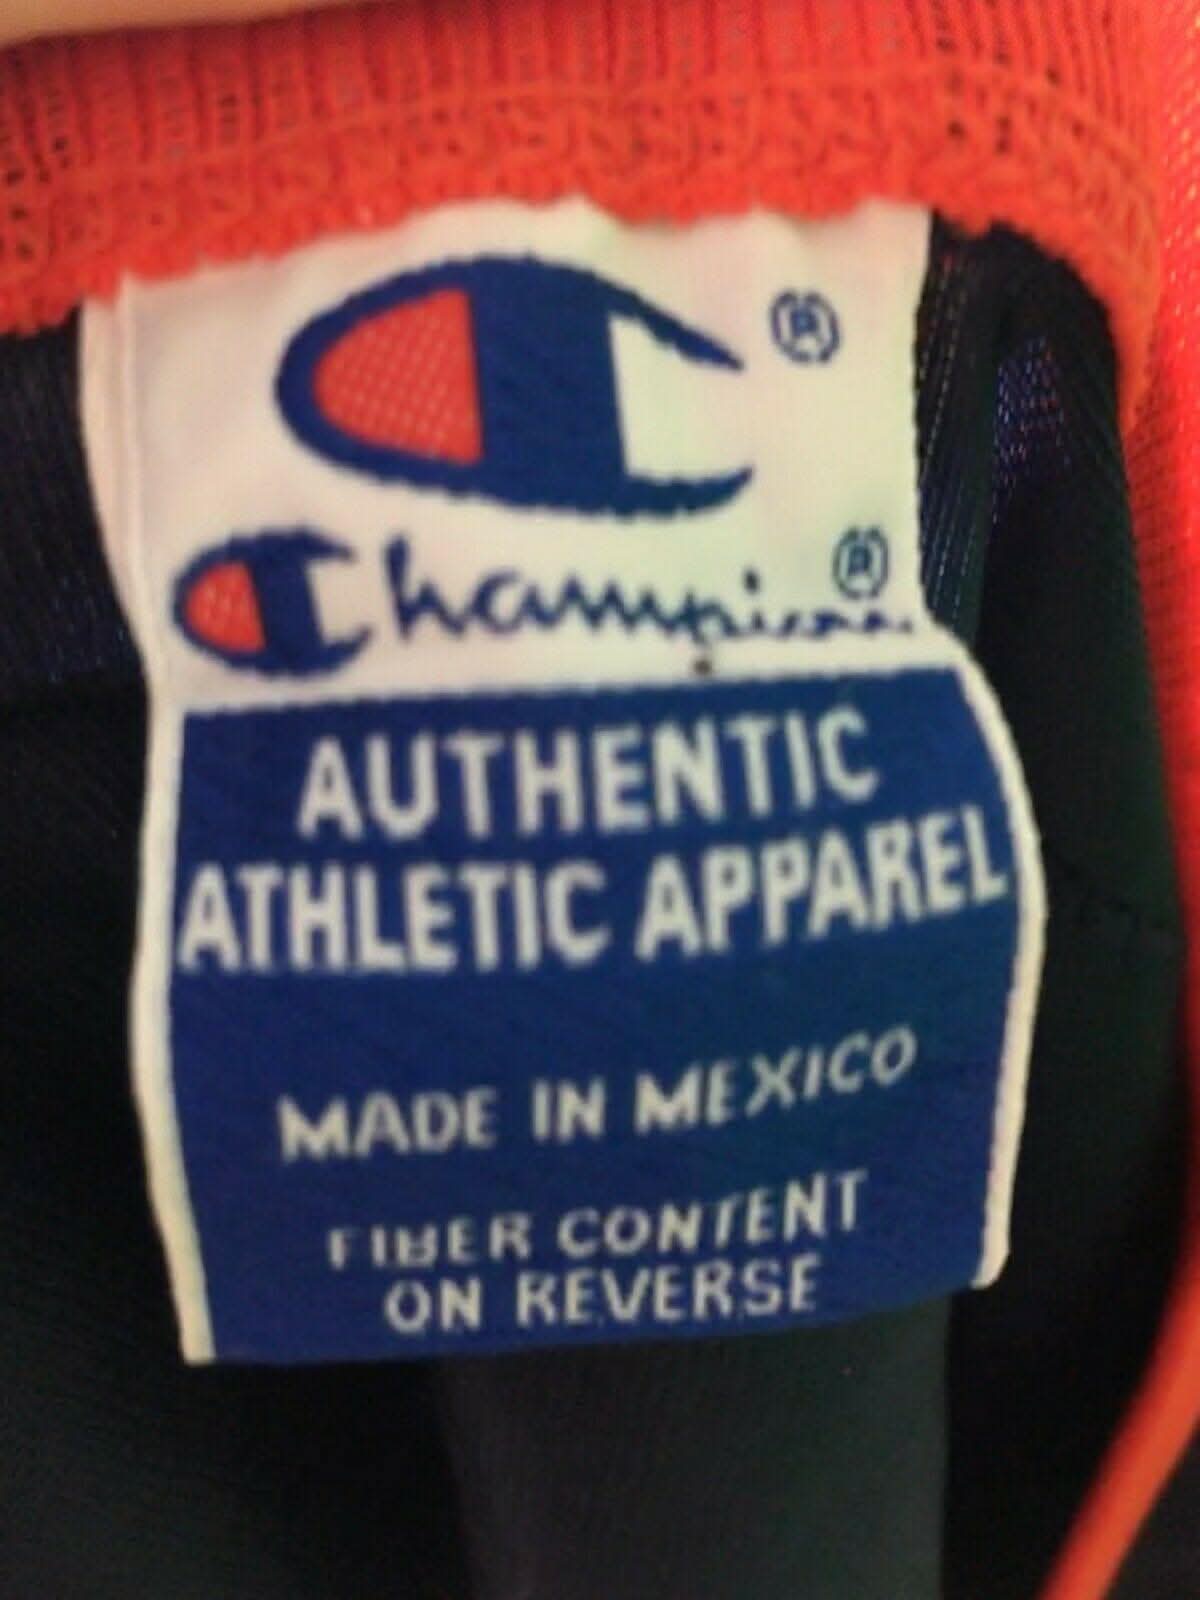 ®
Champion®
AUTHENTIC
ATHLETIC APPAREL
MADE IN MEXICO
FIBER CONTENT
ON REVERSE